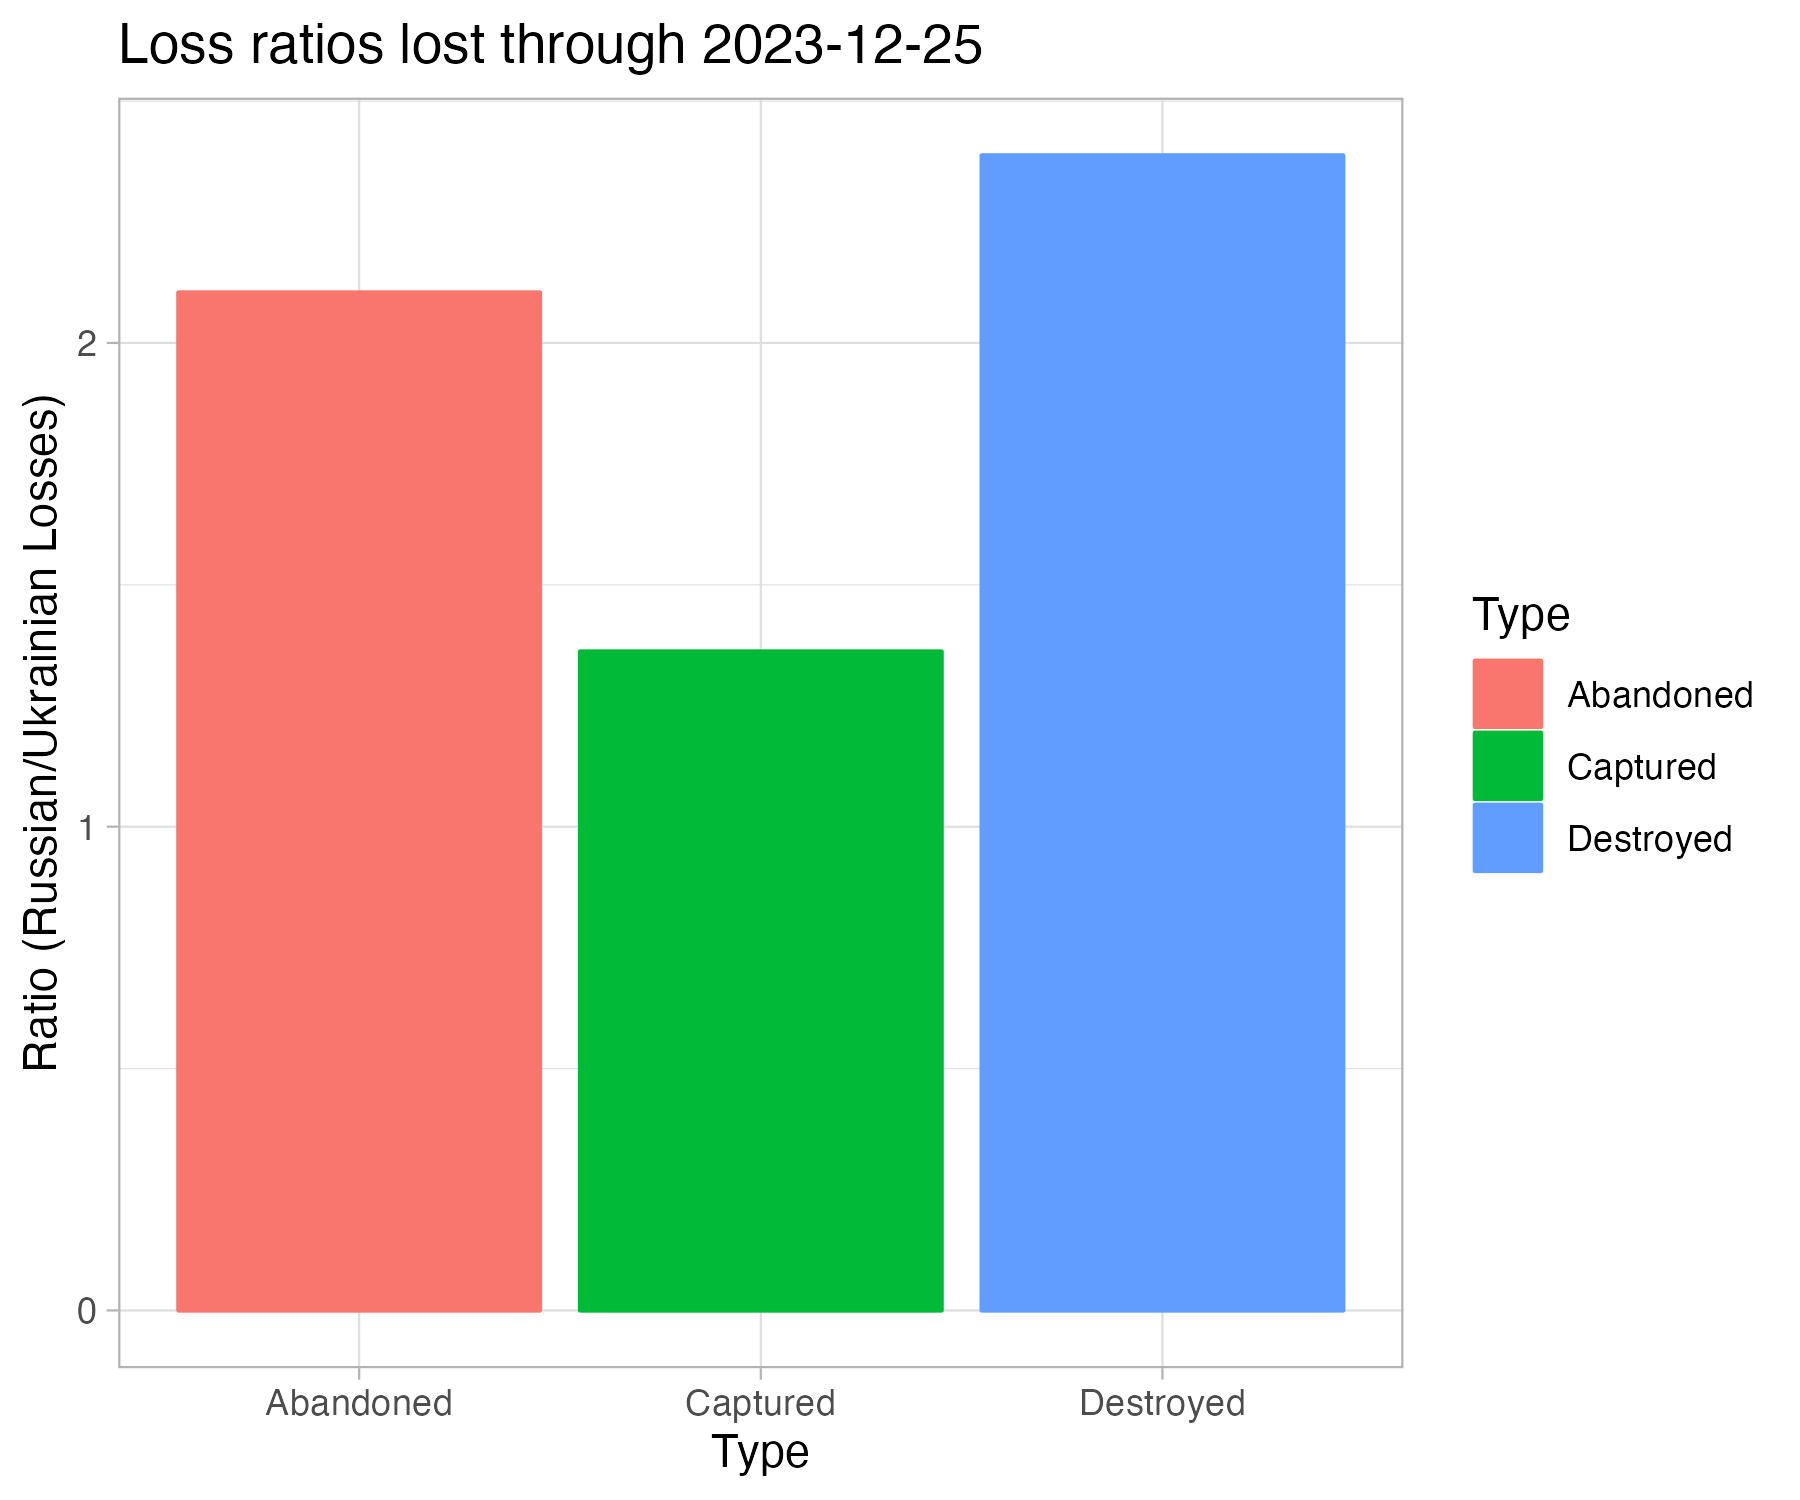 Loss ratios lost through 2023-12-25
Ratio (Russian/Ukrainian Losses)
2
1
0
Abandoned
Captured
Destroyed
Type
Type
Abandoned
Captured
Destroyed